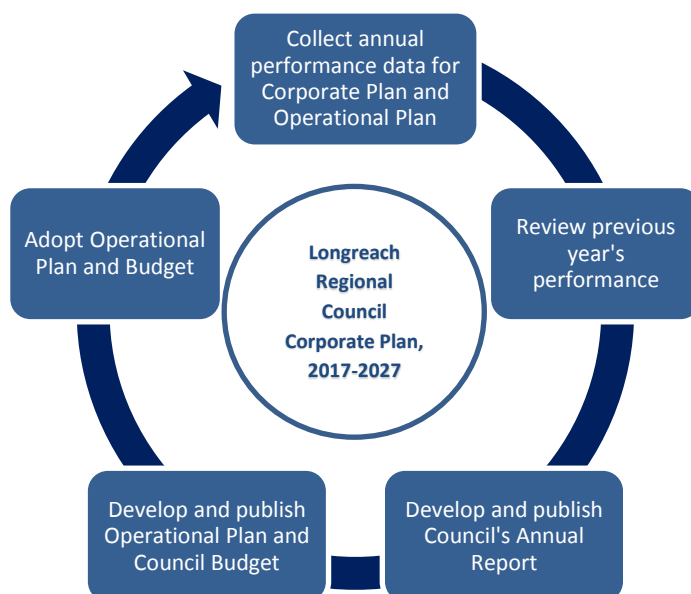 Collect annual
performance data for
Corporate Plan and
Operational Plan
Review previous
year's
performance
Develop and publish
Council's Annual
Report
Develop and publish
Operational Plan and
Council Budget
Adopt Operational
Plan and Budget
Longreach
Regional
Council
Corporate Plan,
2017-2027